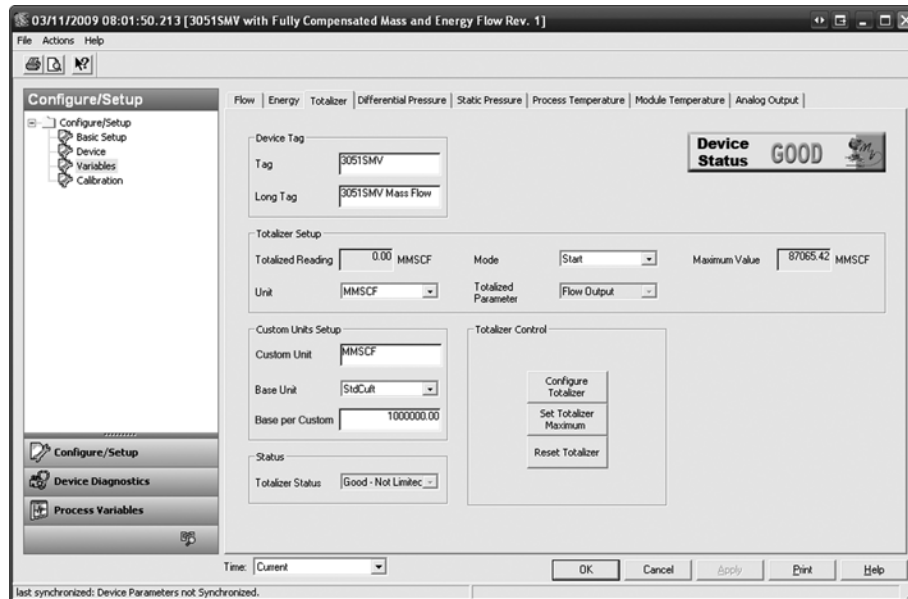 03/11/2009 08:01:50.213 [3051SMV with Fully Compensated Mass and Energy Flow Rev. 1]
File Actions Help
Configure/Setup
Configure/Setup
Basic Setup
Device
Variables
Calibration
Configure/Setup
Device Diagnostics
Process Variables
Flow Energy Totalizer Differential Pressure Static Pressure Process Temperature Module Temperature Analog Output
Device Tag
Tag 3051SMV
Long Tag 3051SMV Mass Flow
Device Status GOOD
Totalizer Setup
Totalized Reading 0.00 MMSCF Mode Start Maximum Value 87065.42 MMSCF
Unit MMSCF Totalized Parameter Flow Output
Custom Units Setup
Custom Unit MMSCF
Base Unit StdCuft
Base per Custom 1000000.00
Totalizer Control
Configure Totalizer
Set Totalizer Maximum
Reset Totalizer
Status
Totalizer Status Good - Not Limitec
Time: Current
OK Cancel Apply Print Help
last synchronized: Device Parameters not Synchronized.